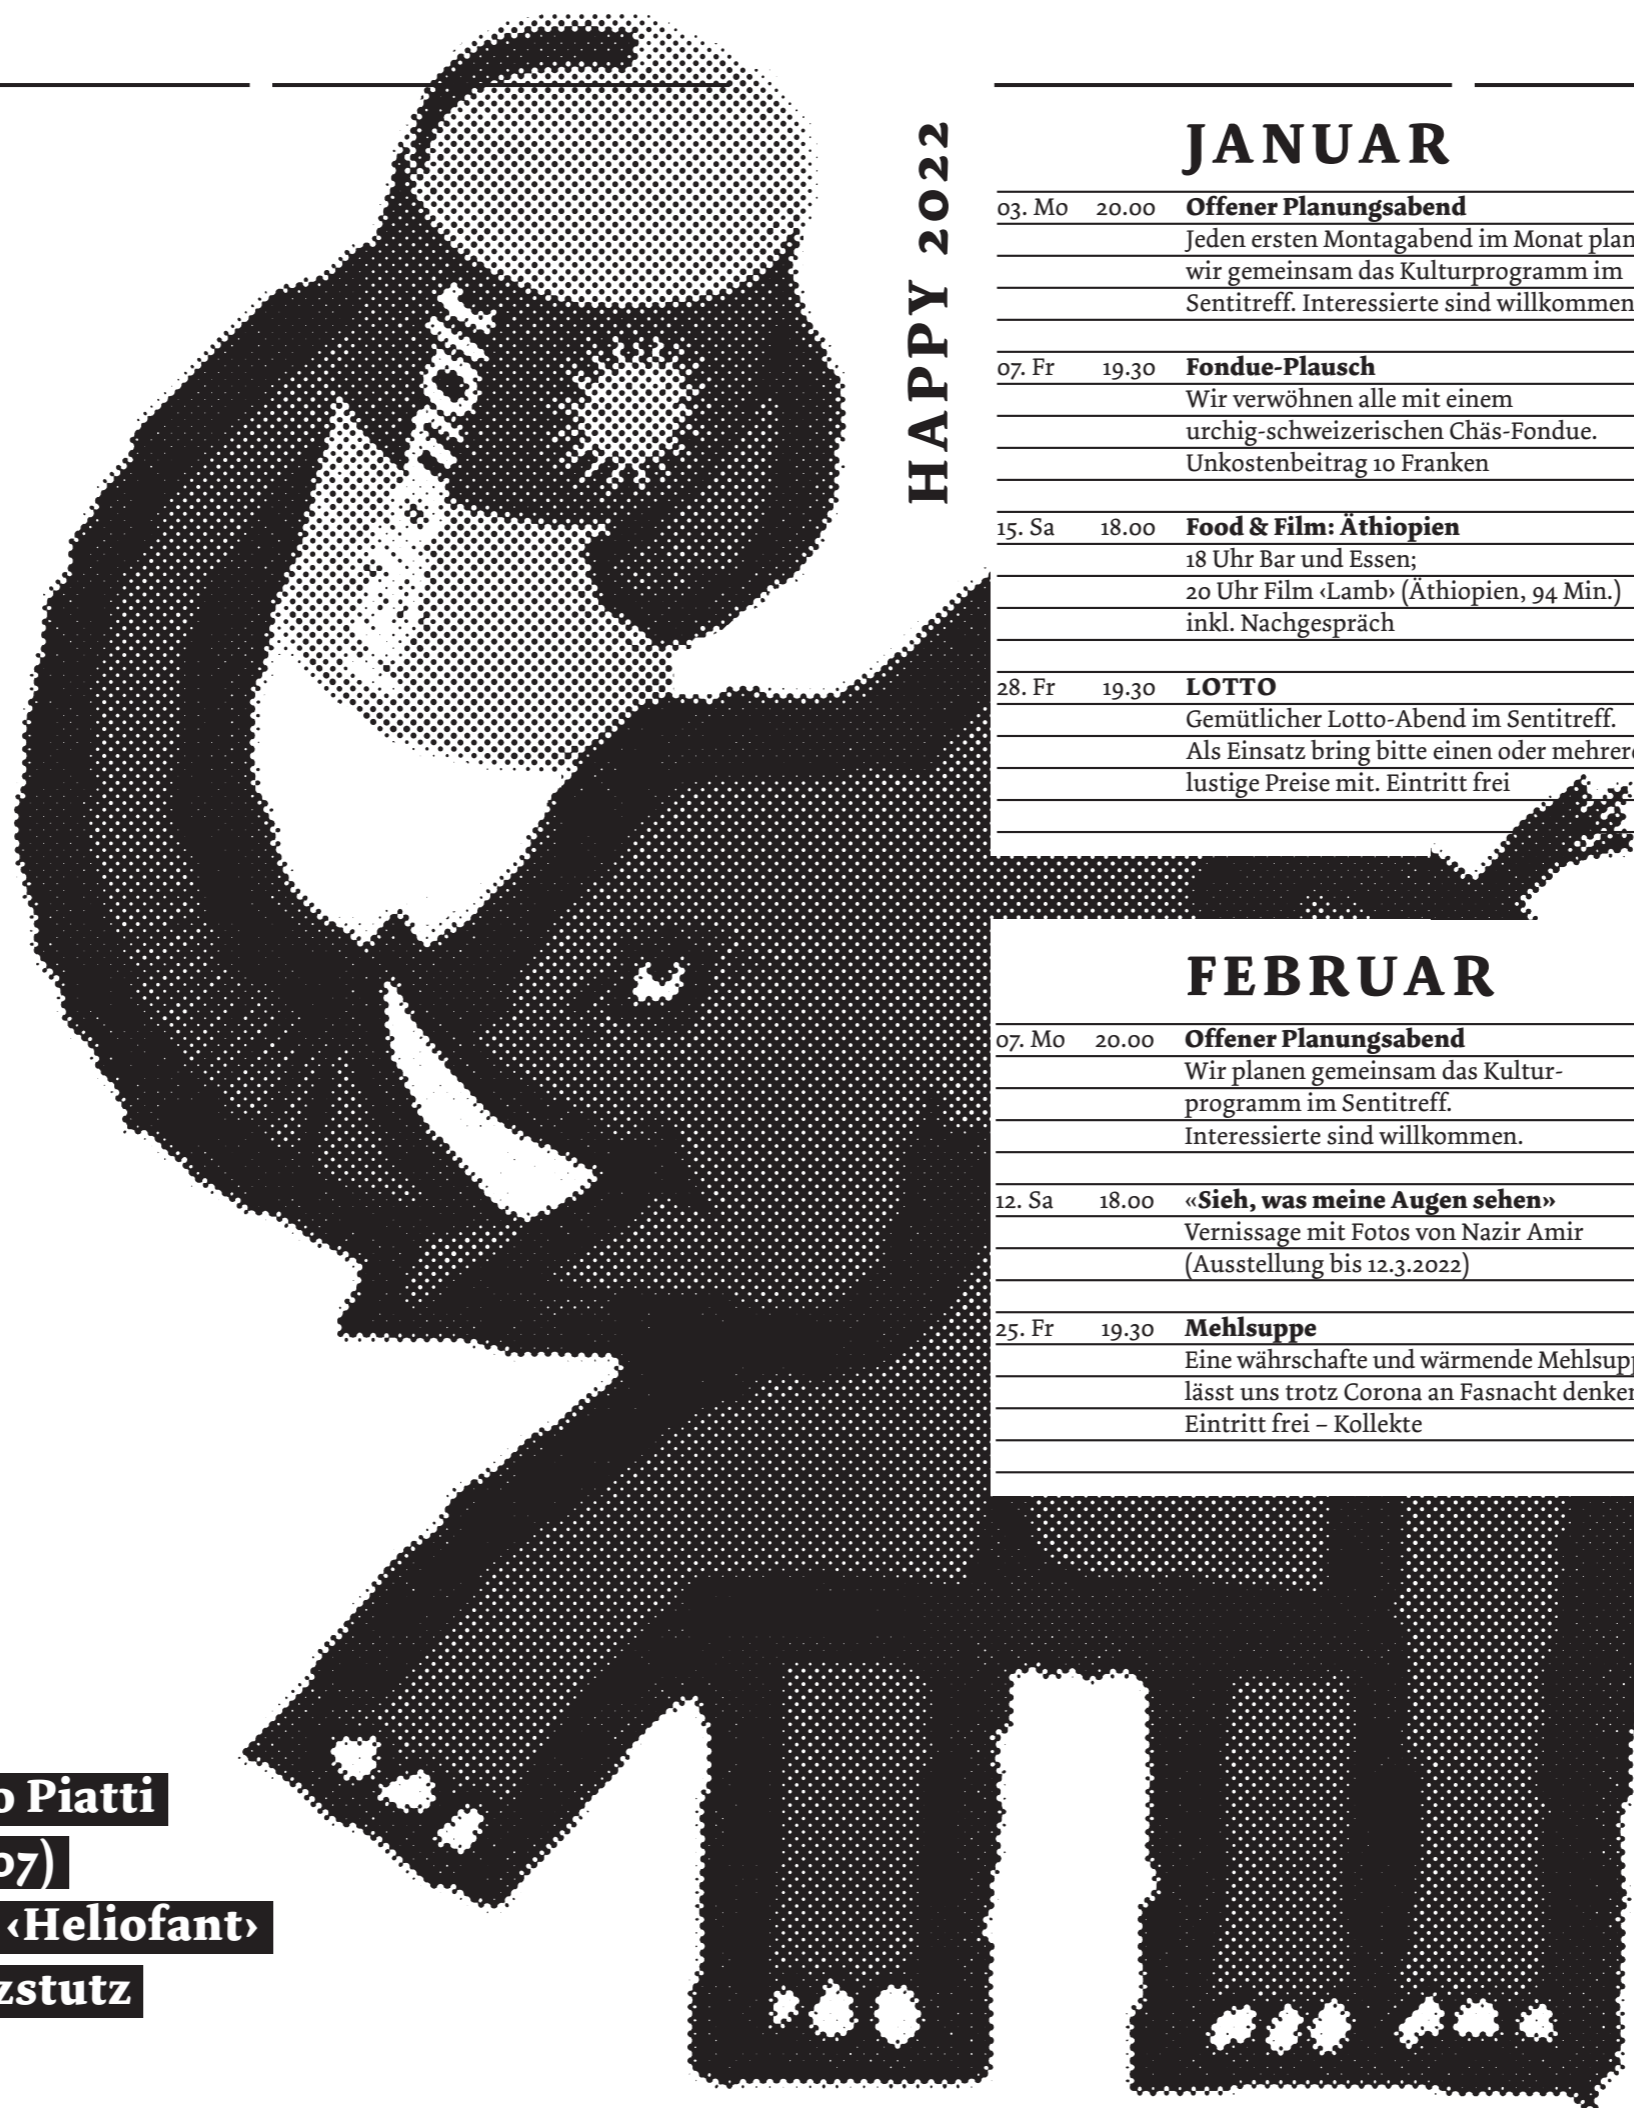 HAPPY 2022
JANUAR
03. Mo 20.00 Offener Planungsabend
Jeden ersten Montagabend im Monat plan
wir gemeinsam das Kulturprogramm im
Sentitreff. Interessierte sind willkommen
07. Fr 19.30 Fondue-Plausch
Wir verwöhnen alle mit einem
urchig-schweizerischen Chäs-Fondue.
Unkostenbeitrag 10 Franken
15. Sa 18.00 Food & Film: Äthiopien
18 Uhr Bar und Essen;
20 Uhr Film ‹Lamb› (Äthiopien, 94 Min.)
inkl. Nachgespräch
28. Fr 19.30 LOTTO
Gemütlicher Lotto-Abend im Sentitreff.
Als Einsatz bring bitte einen oder mehrere
lustige Preise mit. Eintritt frei
FEBRUAR
07. Mo 20.00 Offener Planungsabend
Wir planen gemeinsam das Kultur-
programm im Sentitreff.
Interessierte sind willkommen.
12. Sa 18.00 «Sieh, was meine Augen sehen»
Vernissage mit Fotos von Nazir Amir
(Ausstellung bis 12.3.2022)
25. Fr 19.30 Mehlsuppe
Eine währschafte und wärmende Mehlsupp
lässt uns trotz Corona an Fasnacht denken
Eintritt frei – Kollekte
o Piatti
07)
‹Heliofant›
zstutz